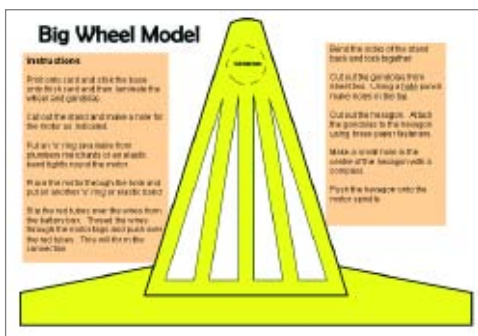 Big Wheel Model
Instructions
Print onto card and stick the base
onto thick card and then laminate the
wheel and gondolas.
Cut out the stand and make a hole for
the motor as indicated.
Put an 'o' ring available from
plumbers merchants or an elastic
band tightly round the motor.
Place the motor through the hole and
put on another 'o' ring or elastic band
Slip the red tubes over the wires from
the battery box. Thread the wires
through the motor tags and push over
the red tubes. This will form the
connection.
Bend the sides of the stand
back and lock together
Cut out the gondolas from
sheet two. Using a hole punch
make holes in the top.
Cut out the hexagon. Attach
the gondolas to the hexagon
using brass paper fasteners.
Make a small hole in the
centre of the hexagon with a
compass.
Push the hexagon onto the
motor spindle.